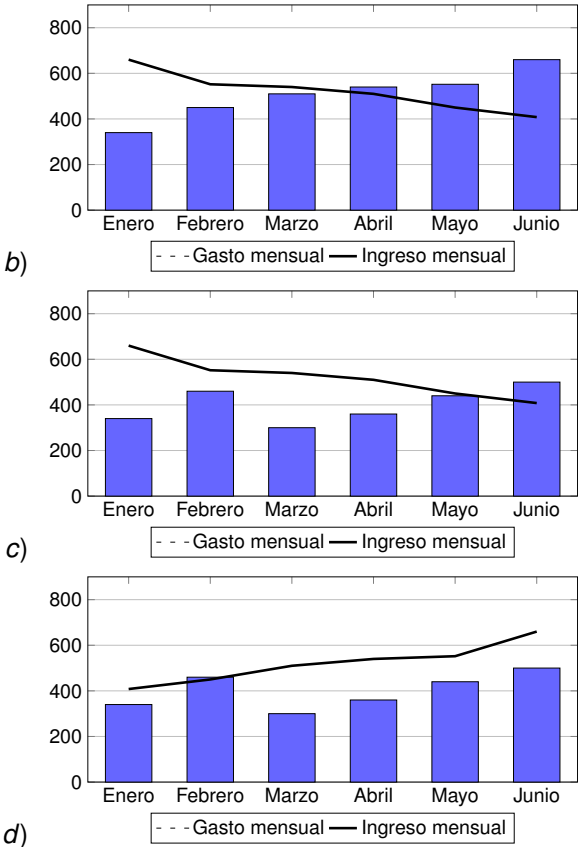 800
600
400
200
0
Enero Febrero Marzo Abril Mayo Junio
b) Gasto mensual Ingreso mensual
800
600
400
200
0
Enero Febrero Marzo Abril Mayo Junio
c) Gasto mensual Ingreso mensual
800
600
400
200
0
Enero Febrero Marzo Abril Mayo Junio
d) Gasto mensual Ingreso mensual